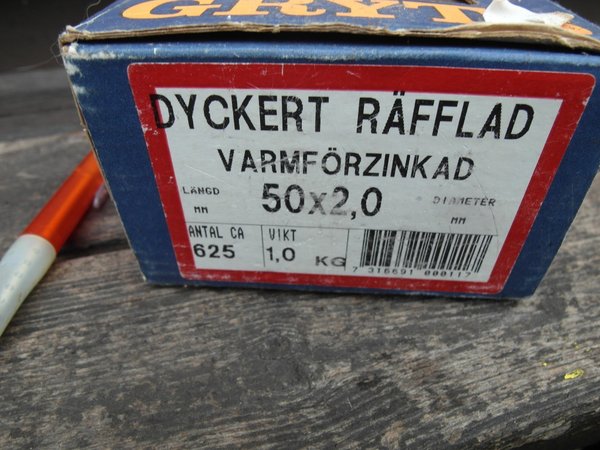 GRYT
DYCKERT RÄFFLAD
VARMFÖRZINKAD
LÄNGD 50x2,0 DIAMETER
MM MM
ANTAL CA VIKT
625 1,0 KG
7 316691 000117